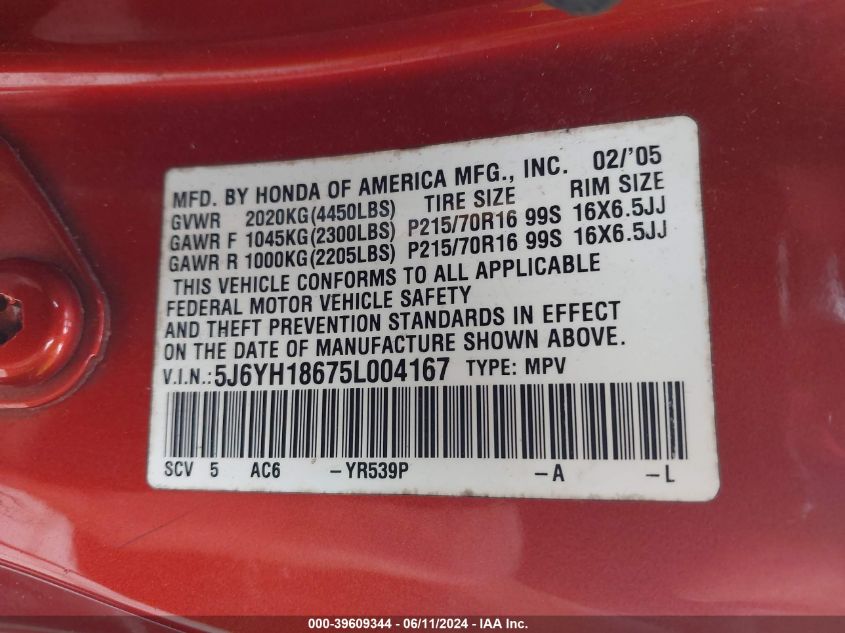 MFD. BY HONDA OF AMERICA MFG., INC. 02/'05
GVWR 2020KG(4450LBS) TIRE SIZE RIM SIZE
GAWR F 1045KG(2300LBS) P215/70R16 99S 16X6.5JJ
GAWR R 1000KG(2205LBS) P215/70R16 99S 16X6.5JJ
THIS VEHICLE CONFORMS TO ALL APPLICABLE
FEDERAL MOTOR VEHICLE SAFETY
AND THEFT PREVENTION STANDARDS IN EFFECT
ON THE DATE OF MANUFACTURE SHOWN ABOVE.
V.I.N.:5J6YH18675L004167 TYPE: MPV
SCV 5 AC6 -YR539P -A -L
000-39609344 - 06/11/2024 - IAA Inc.